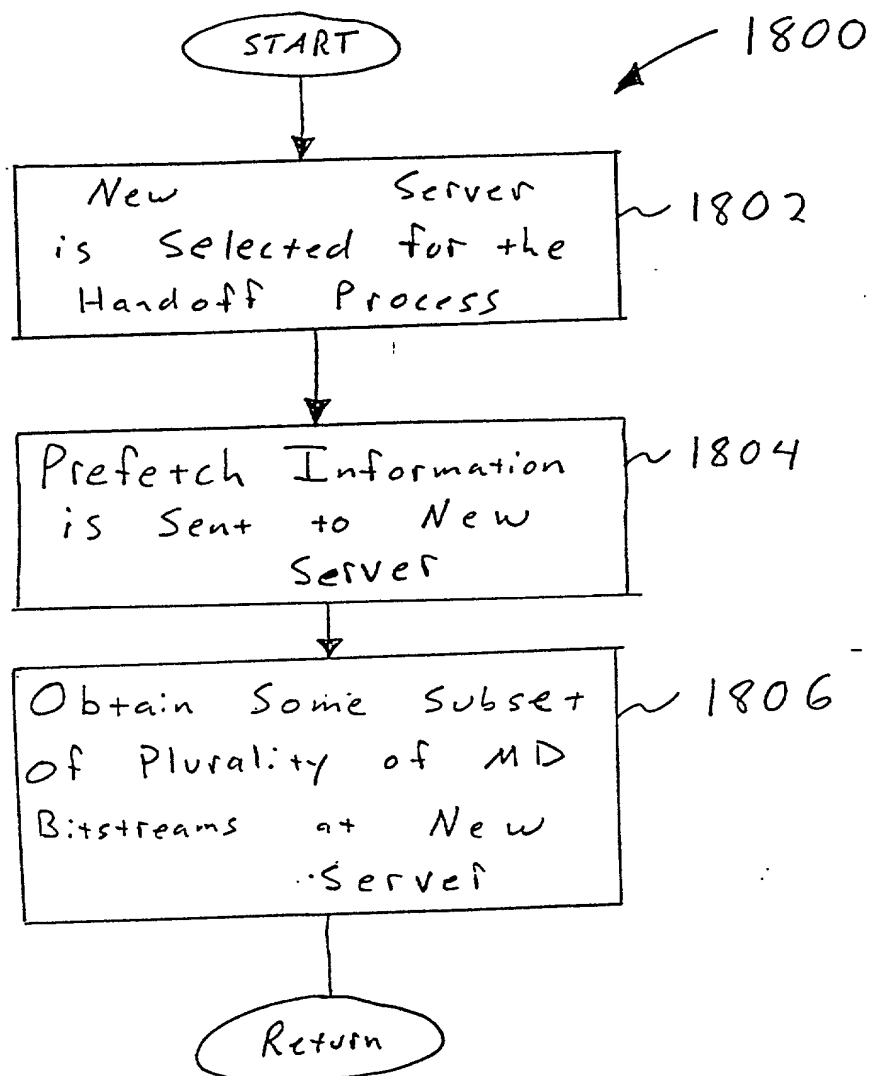 START
1800
New Server
is Selected for the
Handoff Process
1802
Prefetch Information
is Sent to New
Server
1804
Obtain Some Subset
Of Plurality of MD
Bitstreams at New
Server
1806
Return